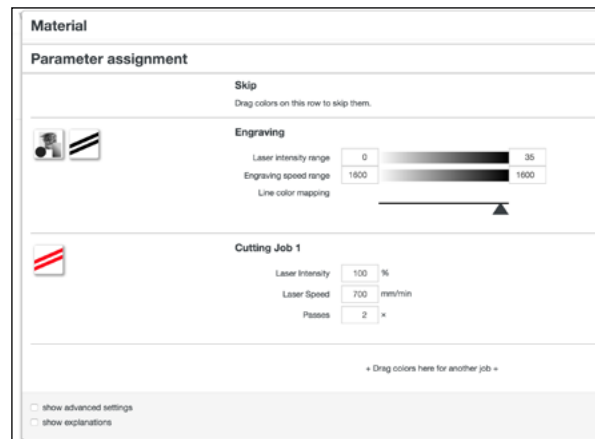 Material
Parameter assignment
Skip
Drag colors on this row to skip them.
Engraving
Laser intensity range 0 35
Engraving speed range 1600 1600
Line color mapping
Cutting Job 1
Laser Intensity 100 %
Laser Speed 700 mm/min
Passes 2 ×
+ Drag colors here for another job +
show advanced settings
show explanations